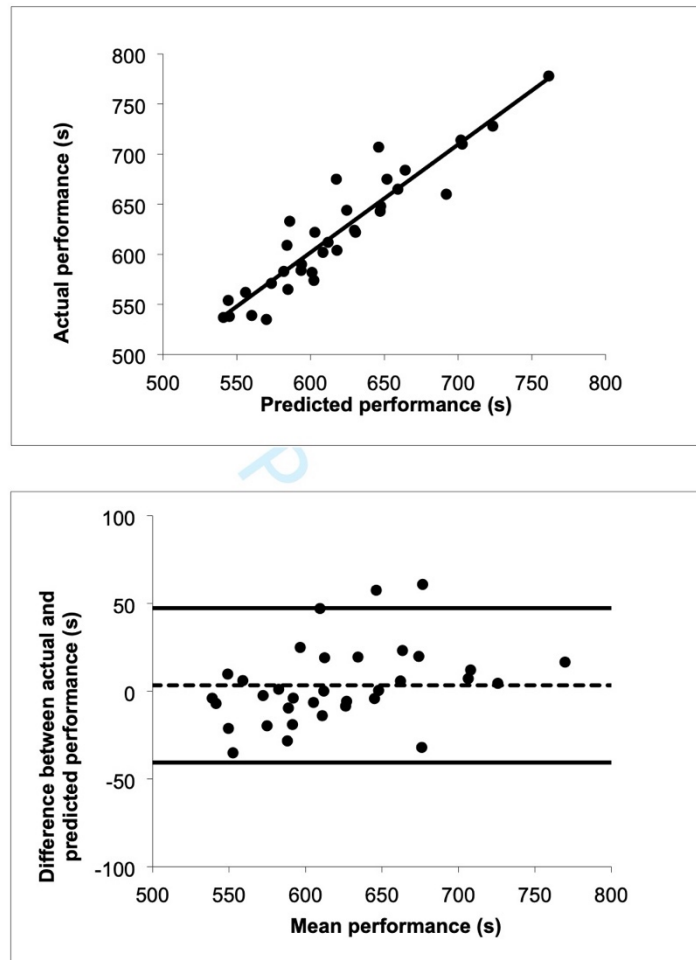 800
750
700
650
600
550
500
Actual performance (s)
500 550 600 650 700 750 800
Predicted performance (s)
P
100
50
0
-50
-100
Difference between actual and
predicted performance (s)
500 550 600 650 700 750 800
Mean performance (s)